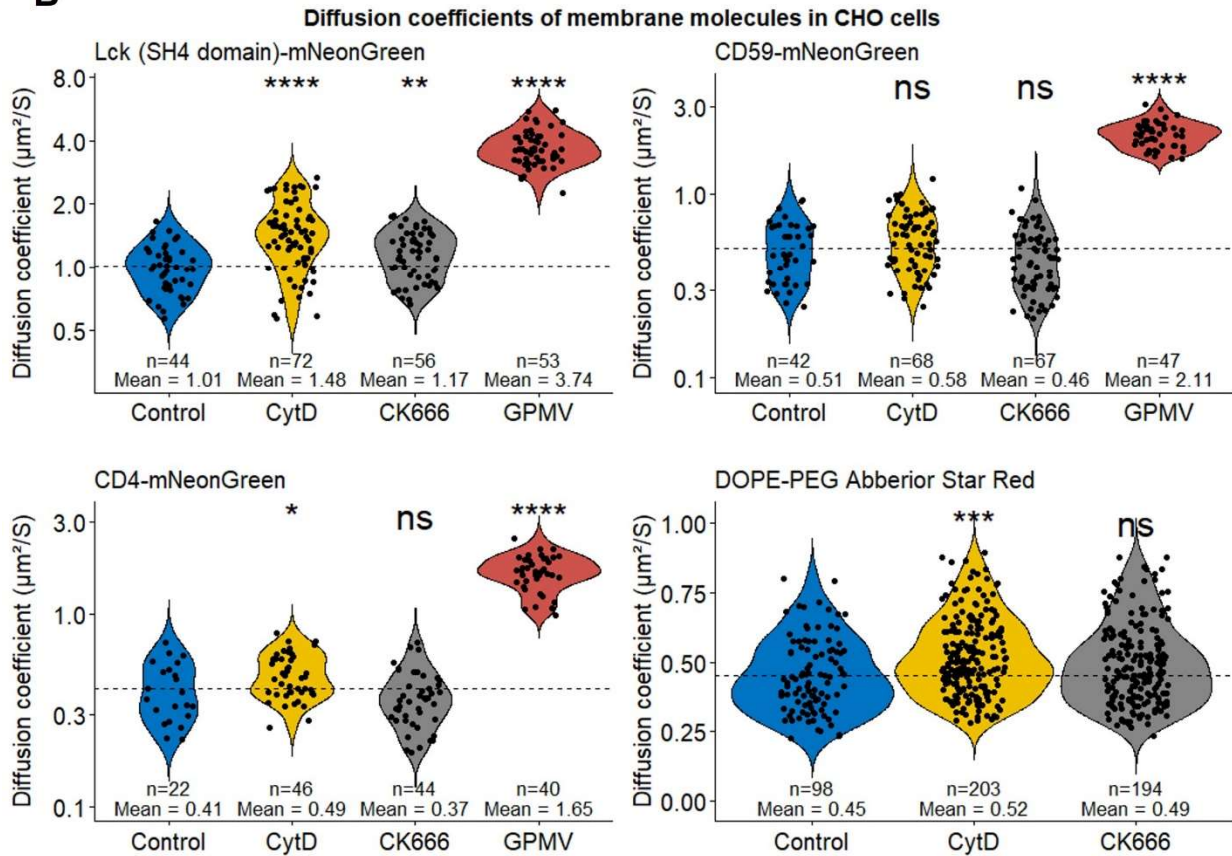 B
Diffusion coefficients of membrane molecules in CHO cells
Lck (SH4 domain)-mNeonGreen
Diffusion coefficient (µm²/S)
8.0
4.0
2.0
1.0
0.5
**** ** ****
n=44 n=72 n=56 n=53
Mean = 1.01 Mean = 1.48 Mean = 1.17 Mean = 3.74
Control CytD CK666 GPMV
CD59-mNeonGreen
Diffusion coefficient (µm²/S)
3.0
1.0
0.3
0.1
ns ns ****
n=42 n=68 n=67 n=47
Mean = 0.51 Mean = 0.58 Mean = 0.46 Mean = 2.11
Control CytD CK666 GPMV
CD4-mNeonGreen
Diffusion coefficient (µm²/S)
3.0
1.0
0.3
0.1
* ns ****
n=22 n=46 n=44 n=40
Mean = 0.41 Mean = 0.49 Mean = 0.37 Mean = 1.65
Control CytD CK666 GPMV
DOPE-PEG Abberior Star Red
Diffusion coefficient (µm²/S)
1.00
0.75
0.50
0.25
0.00
*** ns
n=98 n=203 n=194
Mean = 0.45 Mean = 0.52 Mean = 0.49
Control CytD CK666